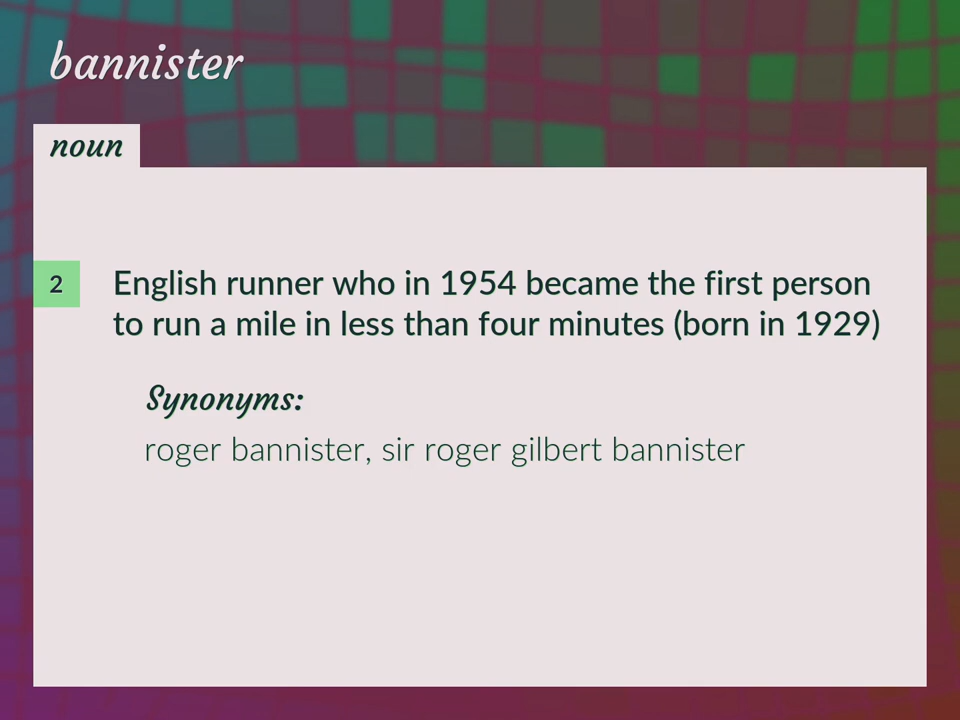 bannister
noun
2
English runner who in 1954 became the first person
to run a mile in less than four minutes (born in 1929)
Synonyms:
roger bannister, sir roger gilbert bannister